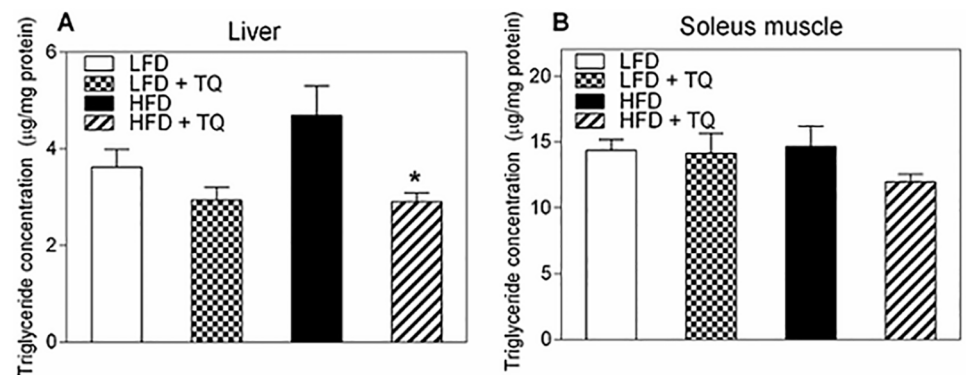 A
Liver
Triglyceride concentration (μg/mg protein)
6
4
2
0
LFD
LFD + TQ
HFD
HFD + TQ
*
B
Soleus muscle
Triglyceride concentration (μg/mg protein)
20
15
10
5
0
LFD
LFD + TQ
HFD
HFD + TQ